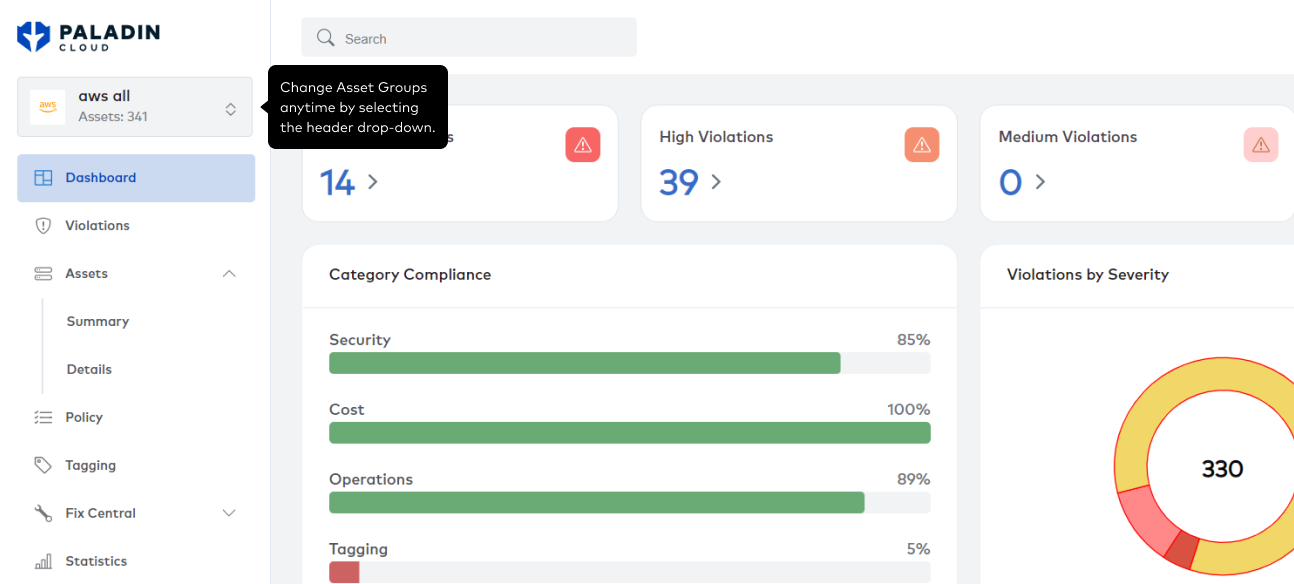 PALADIN
CLOUD
Search
aws
aws all
Assets: 341
Change Asset Groups
anytime by selecting
the header drop-down.
14
High Violations
39
Medium Violations
0
Dashboard
Violations
Assets
Summary
Details
Policy
Tagging
Fix Central
Statistics
Category Compliance
Security 85%
Cost 100%
Operations 89%
Tagging 5%
Violations by Severity
330